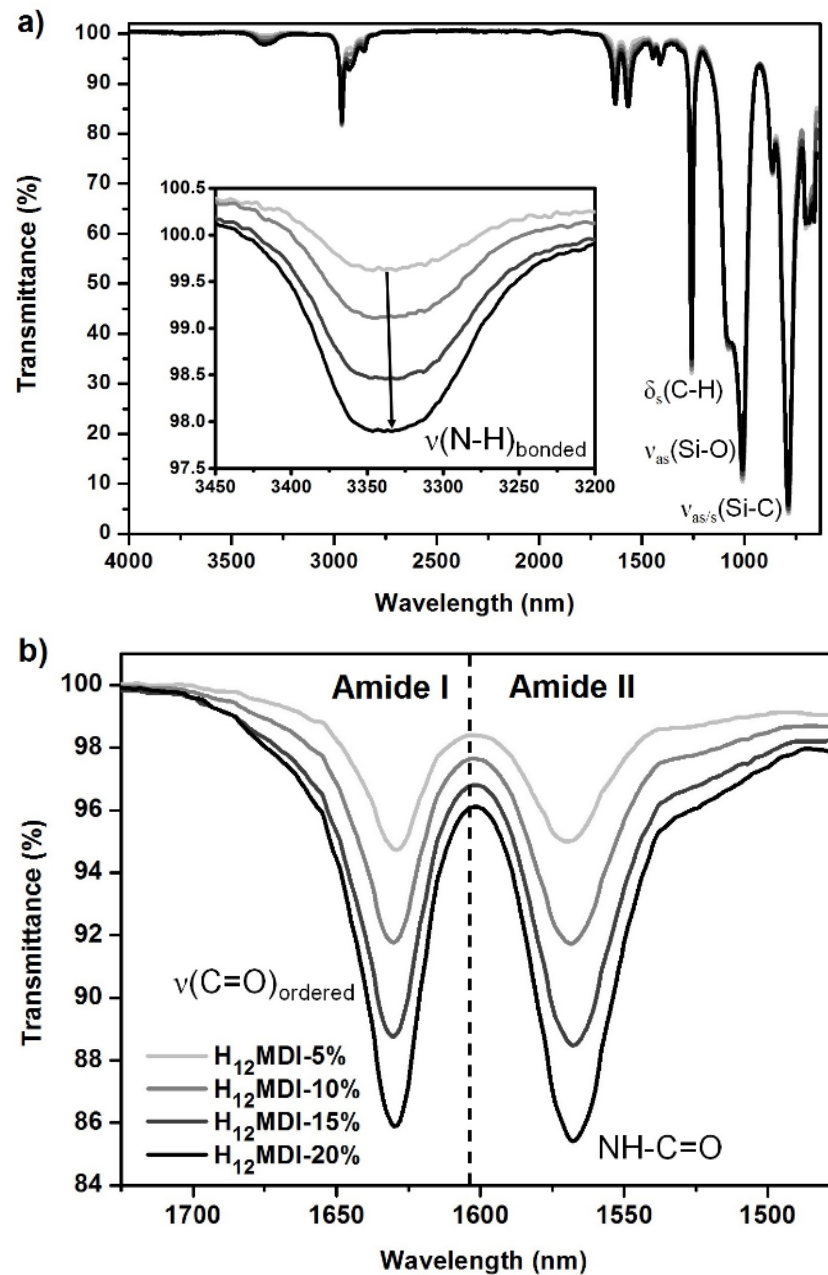 a)
100
90
80
70
60
50
40
30
20
10
0
Transmittance (%)
100.5
100.0
99.5
99.0
98.5
98.0
97.5
3450 3400 3350 3300 3250 3200
ν(N-H)bonded
δs(C-H)
νas(Si-O)
νas/s(Si-C)
4000 3500 3000 2500 2000 1500 1000
Wavelength (nm)
b)
100
98
96
94
92
90
88
86
84
Transmittance (%)
Amide I Amide II
ν(C=O)ordered
H12MDI-5%
H12MDI-10%
H12MDI-15%
H12MDI-20%
NH-C=O
1700 1650 1600 1550 1500
Wavelength (nm)